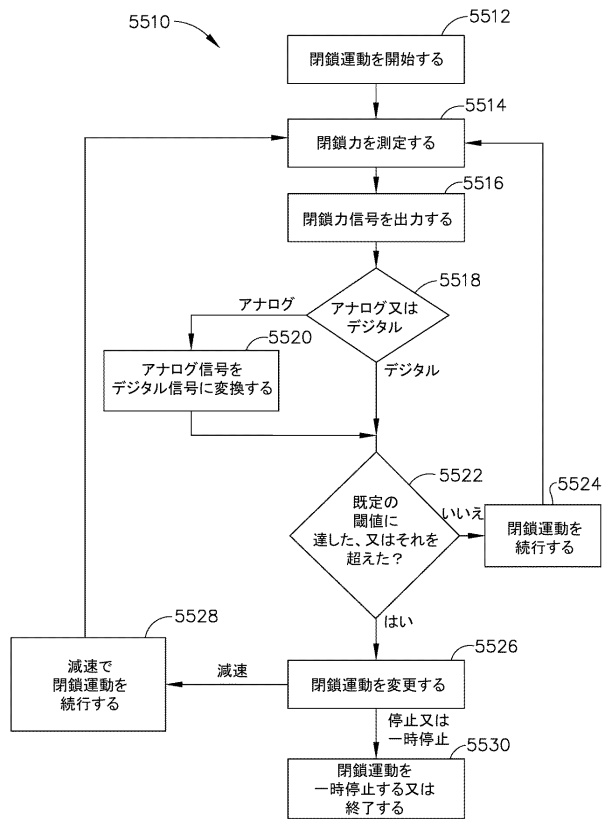 5510
5512
閉鎖運動を開始する
5514
閉鎖力を測定する
5516
閉鎖力信号を出力する
5518
アナログ又は
デジタル
アナログ
5520
アナログ信号を
デジタル信号に変換する
デジタル
5522
既定の
閾値に
達した、又はそれを
超えた？
いいえ
5524
閉鎖運動を
続行する
はい
5526
閉鎖運動を変更する
減速
5528
減速で
閉鎖運動を
続行する
停止又は
一時停止
5530
閉鎖運動を
一時停止する又は
終了する